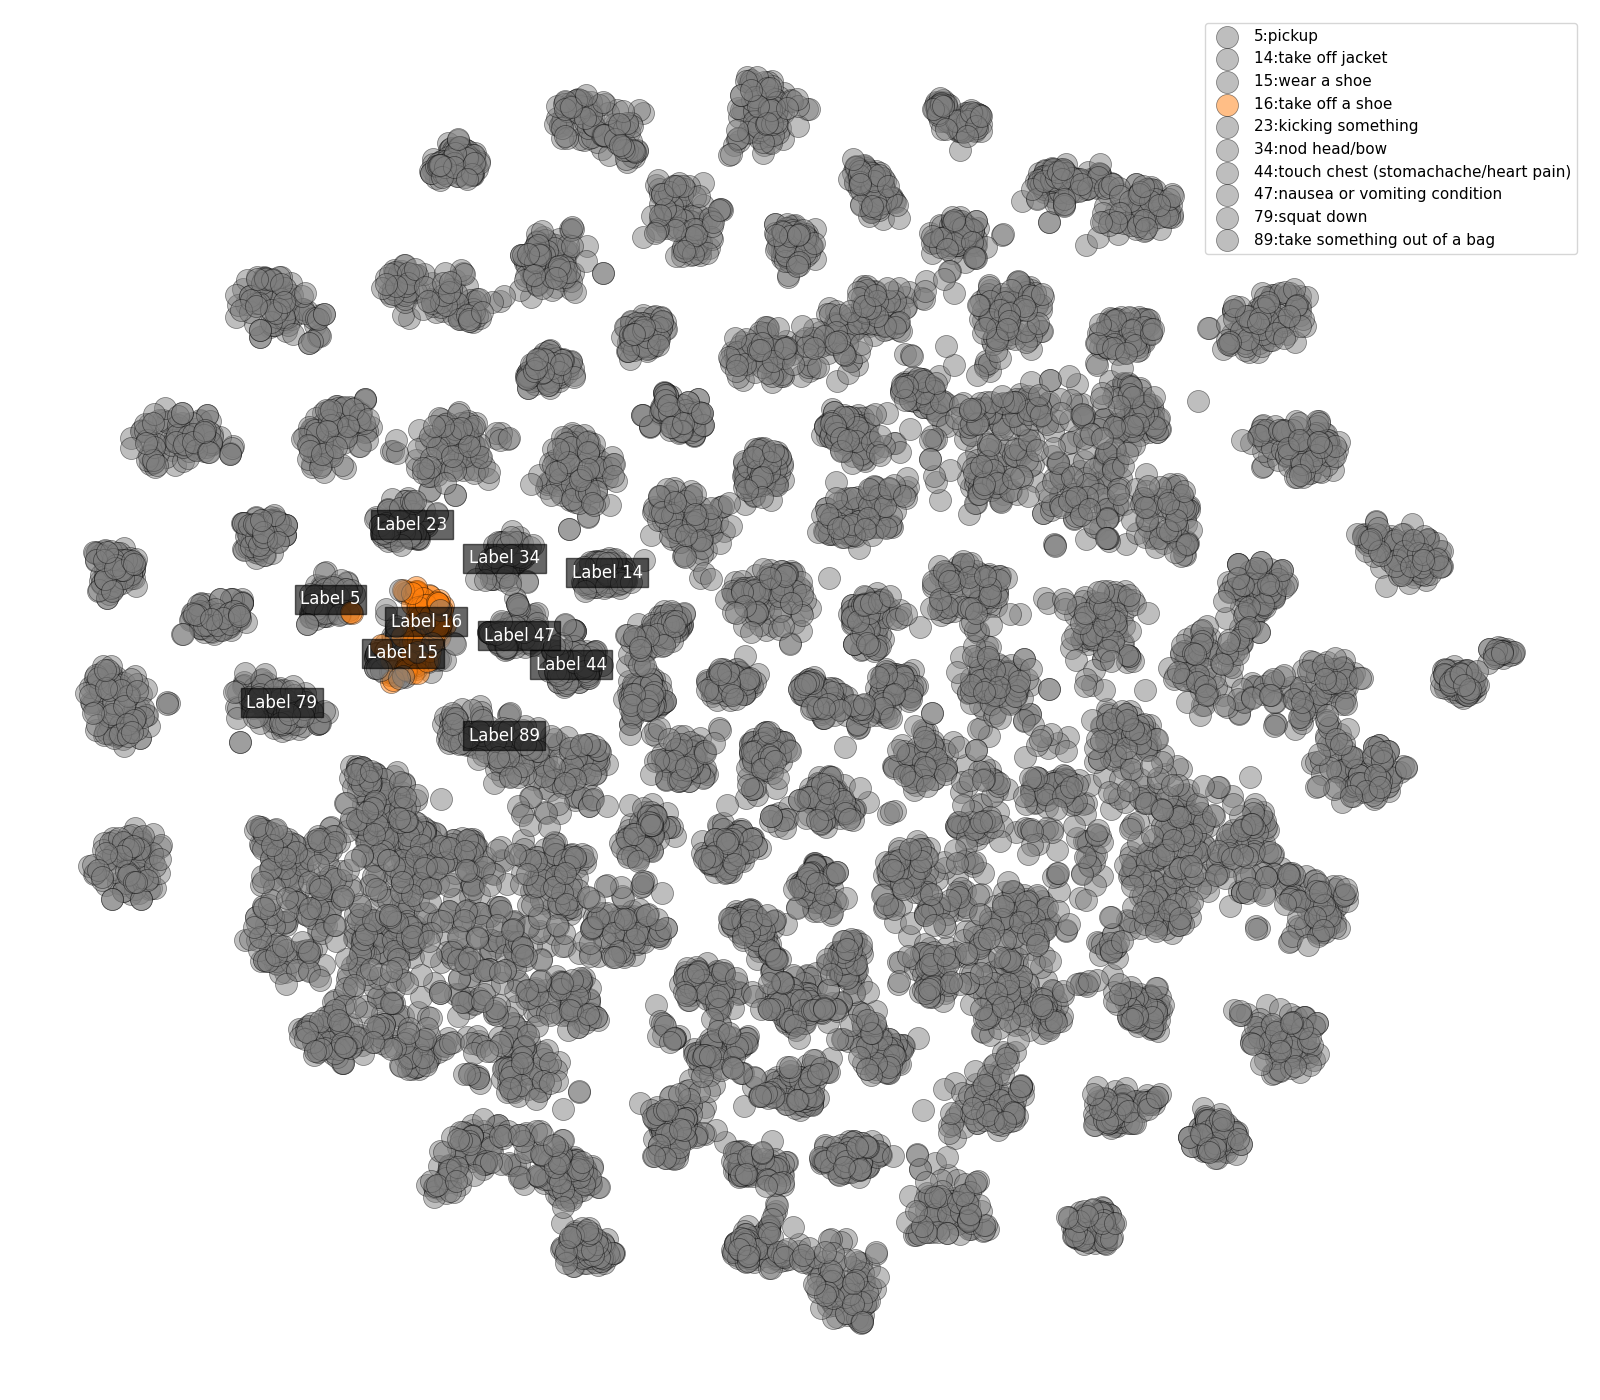 5:pickup
14:take off jacket
15:wear a shoe
16:take off a shoe
23:kicking something
34:nod head/bow
44:touch chest (stomachache/heart pain)
47:nausea or vomiting condition
79:squat down
89:take something out of a bag
Label 23
Label 34
Label 14
Label 5
Label 16
Label 47
Label 15
Label 44
Label 79
Label 89